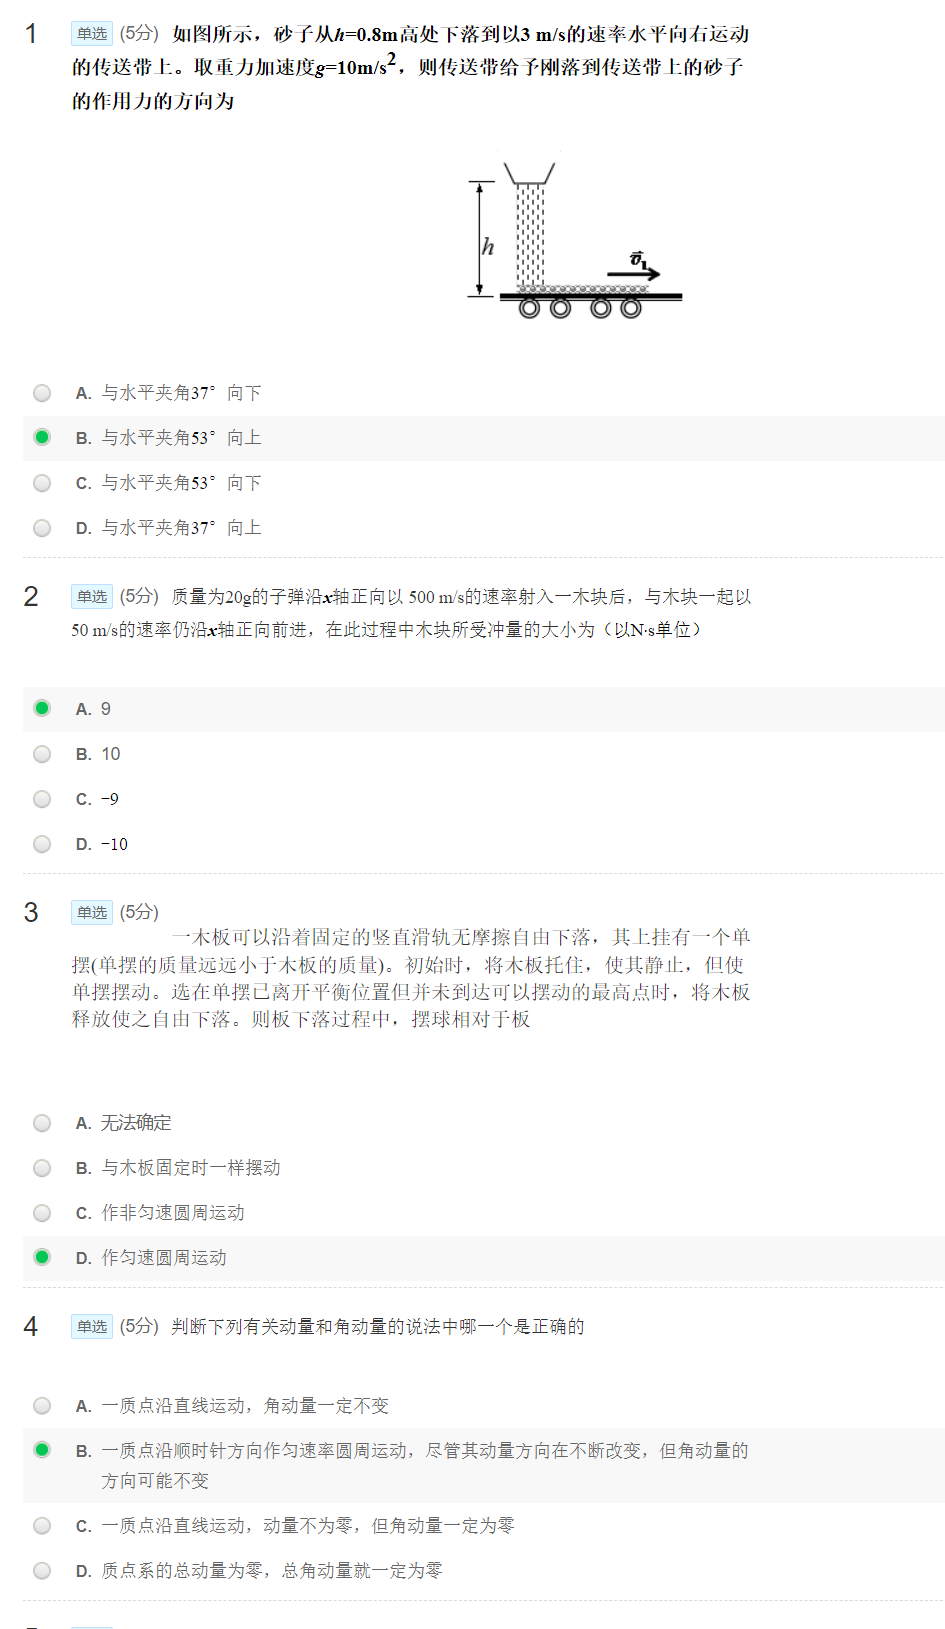 1 单选 (5分) 如图所示，砂子从h=0.8m高处下落到以3 m/s的速率水平向右运动
的传送带上。取重力加速度g=10m/s²，则传送带给予刚落到传送带上的砂子
的作用力的方向为
h
v⃗₁
A. 与水平夹角37°向下
B. 与水平夹角53°向上
C. 与水平夹角53°向下
D. 与水平夹角37°向上
2 单选 (5分) 质量为20g的子弹沿x轴正向以 500 m/s的速率射入一木块后，与木块一起以
50 m/s的速率仍沿x轴正向前进，在此过程中木块所受冲量的大小为（以N·s单位）
A. 9
B. 10
C. −9
D. −10
3 单选 (5分)
一木板可以沿着固定的竖直滑轨无摩擦自由下落，其上挂有一个单
摆(单摆的质量远远小于木板的质量)。初始时，将木板托住，使其静止，但使
单摆摆动。选在单摆已离开平衡位置但并未到达可以摆动的最高点时，将木板
释放使之自由下落。则板下落过程中，摆球相对于板
A. 无法确定
B. 与木板固定时一样摆动
C. 作非匀速圆周运动
D. 作匀速圆周运动
4 单选 (5分) 判断下列有关动量和角动量的说法中哪一个是正确的
A. 一质点沿直线运动，角动量一定不变
B. 一质点沿顺时针方向作匀速率圆周运动，尽管其动量方向在不断改变，但角动量的
方向可能不变
C. 一质点沿直线运动，动量不为零，但角动量一定为零
D. 质点系的总动量为零，总角动量就一定为零